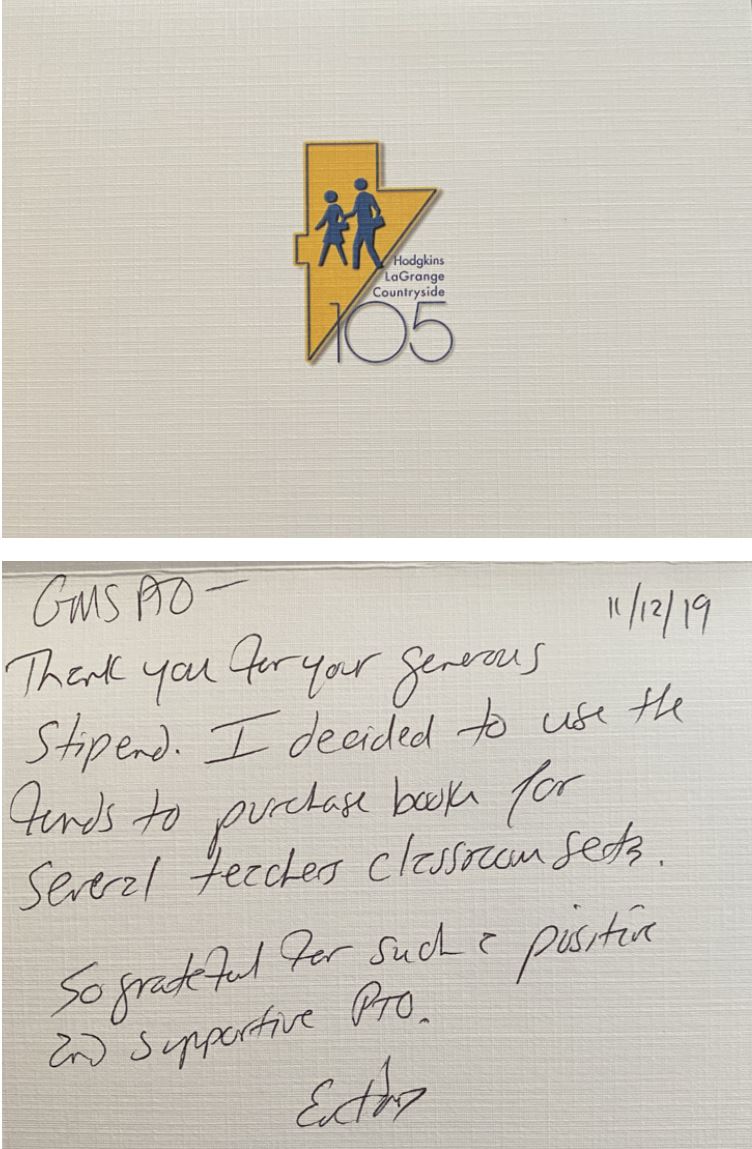 Hodgkins
LaGrange
Countryside
105
GMS PTO - 11/12/19
Thank you for your generous
stipend. I decided to use the
funds to purchase books for
several teachers classroom sets.
So grateful for such a positive
and supportive PTO.